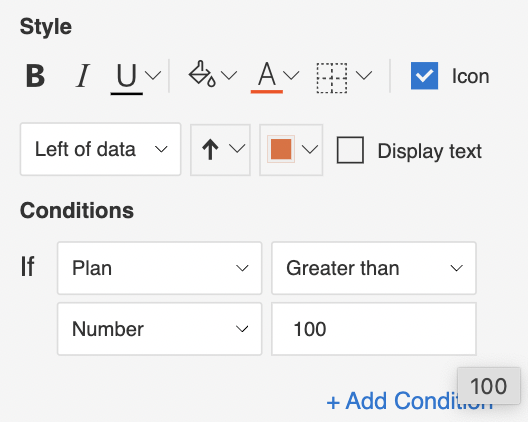 Style
B I U A Icon
Left of data Display text
Conditions
If Plan Greater than
Number 100
+ Add Condition
100